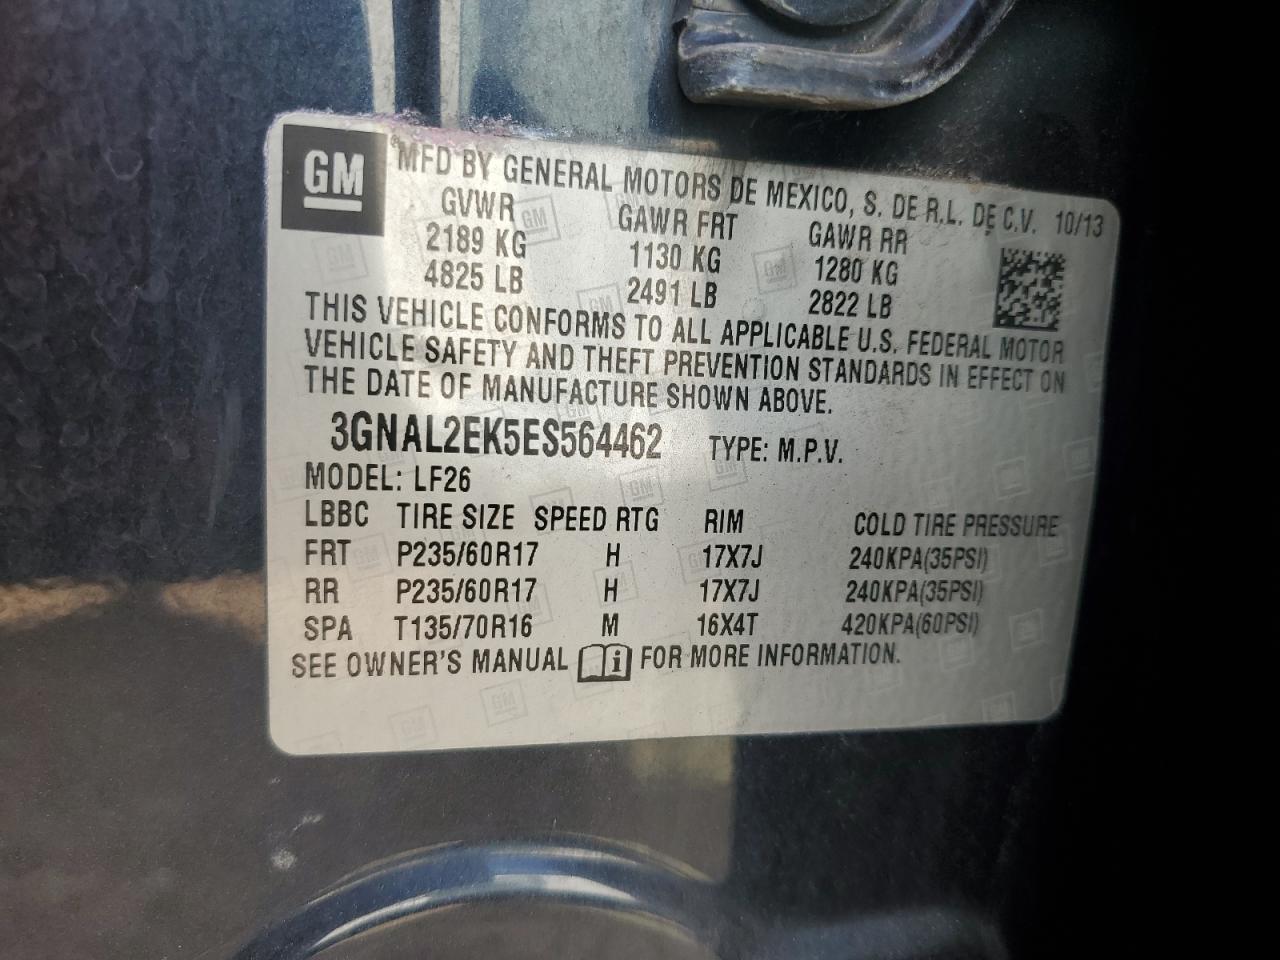 GM
®MFD BY GENERAL MOTORS DE MEXICO, S. DE R.L. DE C.V. 10/13
GVWR GAWR FRT GAWR RR
2189 KG 1130 KG 1280 KG
4825 LB 2491 LB 2822 LB
THIS VEHICLE CONFORMS TO ALL APPLICABLE U.S. FEDERAL MOTOR
VEHICLE SAFETY AND THEFT PREVENTION STANDARDS IN EFFECT ON
THE DATE OF MANUFACTURE SHOWN ABOVE.
3GNAL2EK5ES564462 TYPE: M.P.V.
MODEL: LF26
LBBC TIRE SIZE SPEED RTG RIM COLD TIRE PRESSURE
FRT P235/60R17 H 17X7J 240KPA(35PSI)
RR P235/60R17 H 17X7J 240KPA(35PSI)
SPA T135/70R16 M 16X4T 420KPA(60PSI)
SEE OWNER'S MANUAL i FOR MORE INFORMATION.